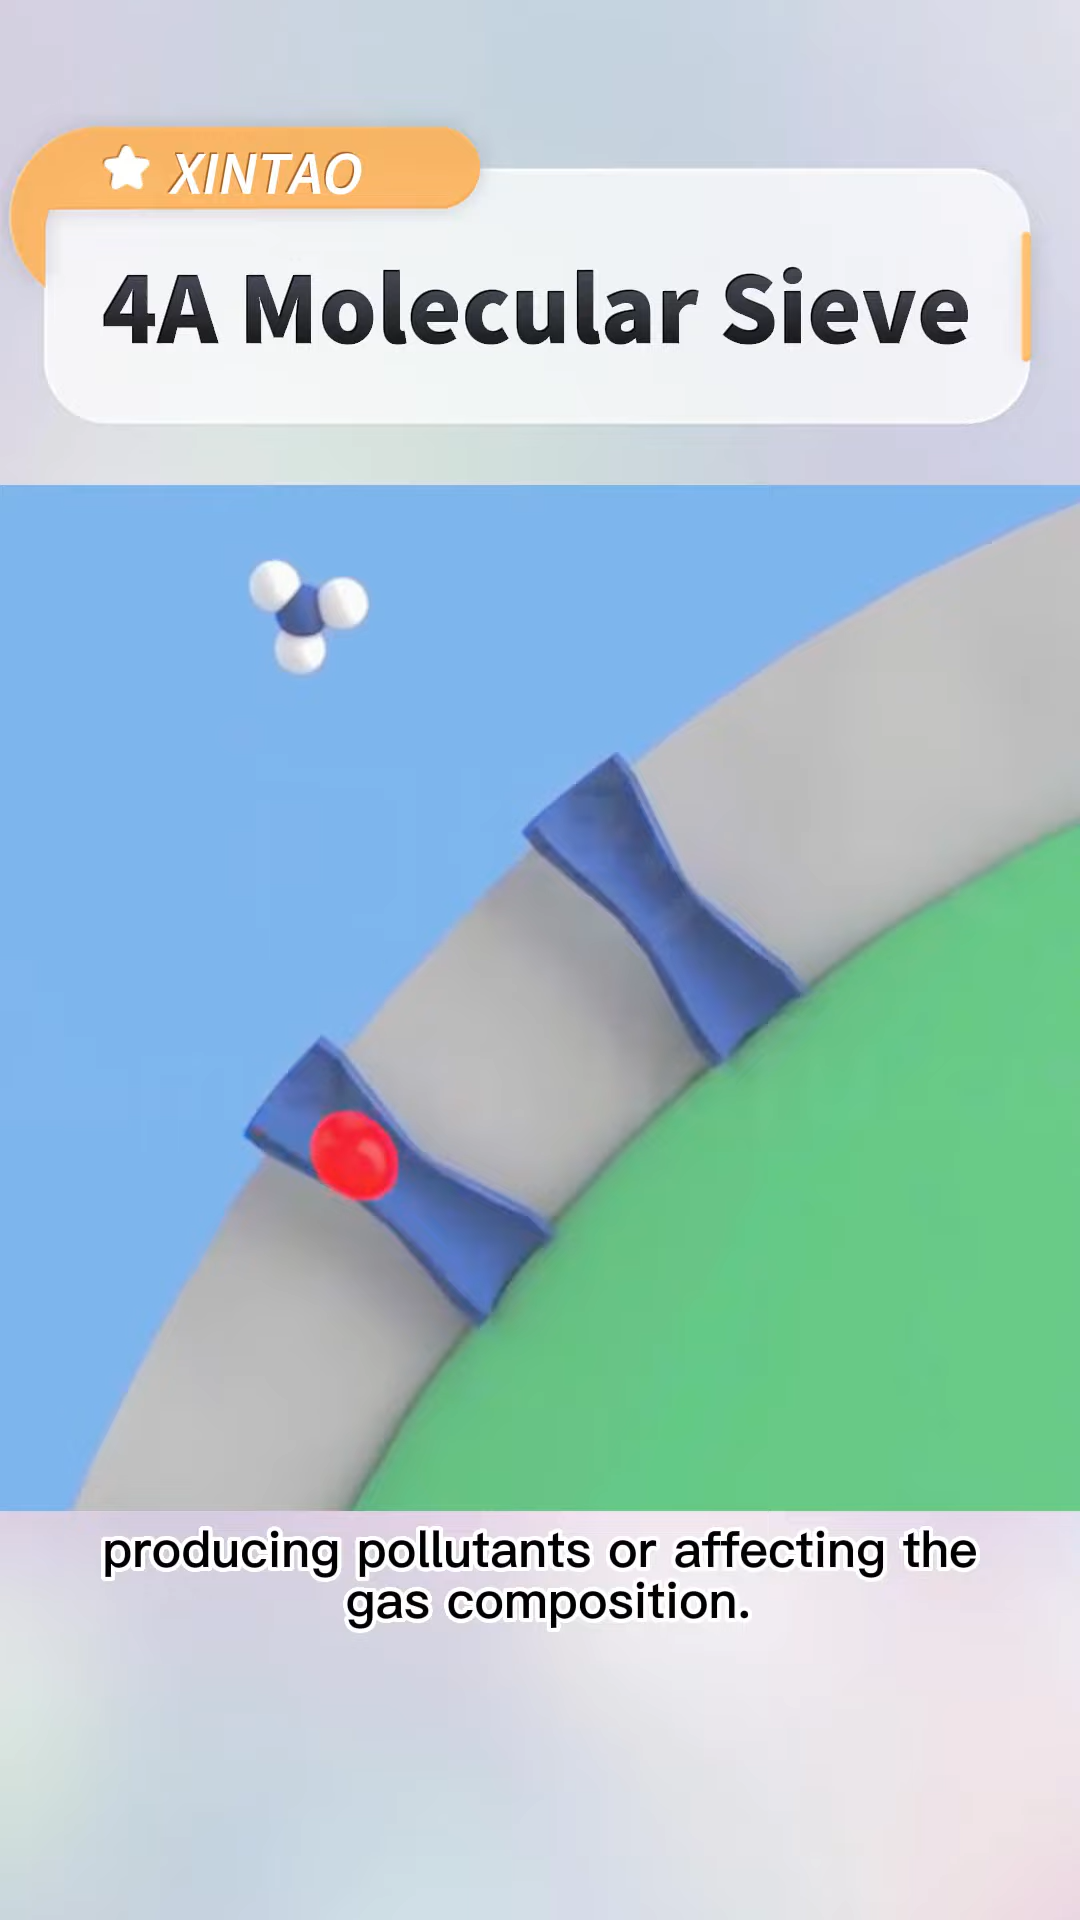 XINTAO
4A Molecular Sieve
producing pollutants or affecting the
gas composition.